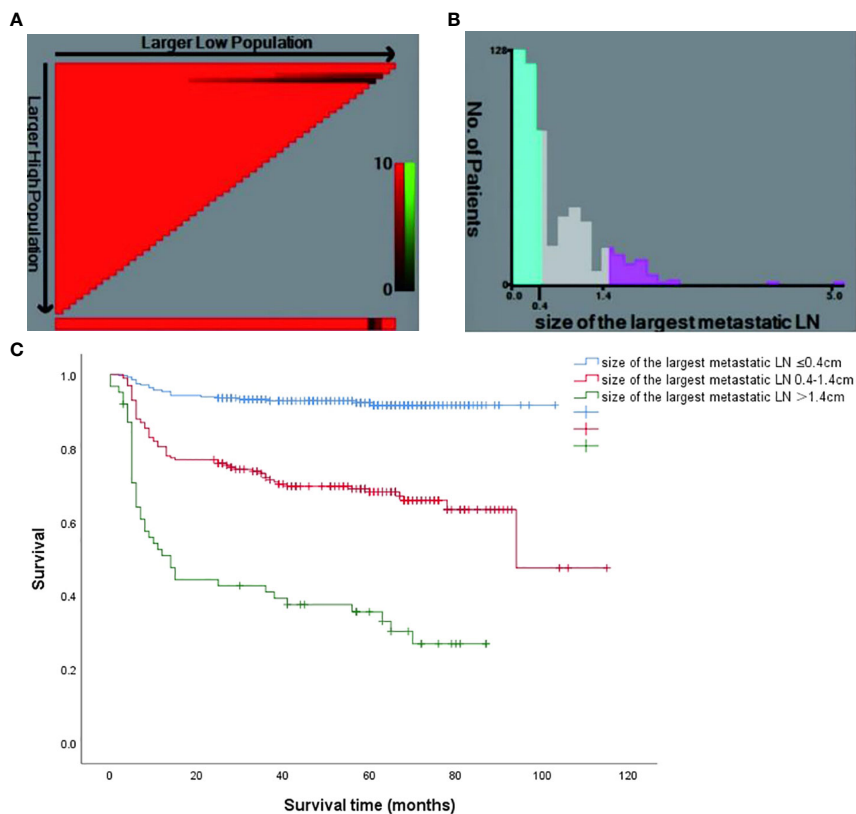 A
Larger Low Population
Larger High Population
10
0
B
128
No. of Patients
0
0.0
0.4
1.4
5.0
size of the largest metastatic LN
C
size of the largest metastatic LN ≤0.4cm
size of the largest metastatic LN 0.4-1.4cm
size of the largest metastatic LN >1.4cm
1.0
0.8
0.6
0.4
0.2
0.0
Survival
0 20 40 60 80 100 120
Survival time (months)